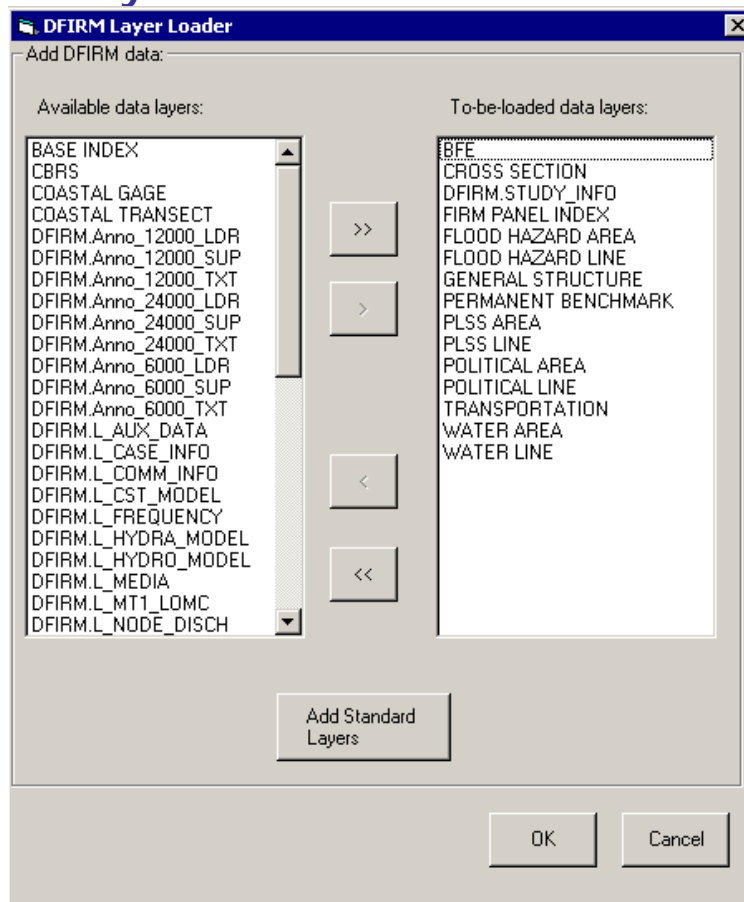 DFIRM Layer Loader
Add DFIRM data:
Available data layers:
BASE INDEX
CBRS
COASTAL GAGE
COASTAL TRANSECT
DFIRM.Anno_12000_LDR
DFIRM.Anno_12000_SUP
DFIRM.Anno_12000_TXT
DFIRM.Anno_24000_LDR
DFIRM.Anno_24000_SUP
DFIRM.Anno_24000_TXT
DFIRM.Anno_6000_LDR
DFIRM.Anno_6000_SUP
DFIRM.Anno_6000_TXT
DFIRM.L_AUX_DATA
DFIRM.L_CASE_INFO
DFIRM.L_COMM_INFO
DFIRM.L_CST_MODEL
DFIRM.L_FREQUENCY
DFIRM.L_HYDRA_MODEL
DFIRM.L_HYDRO_MODEL
DFIRM.L_MEDIA
DFIRM.L_MT1_LOMC
DFIRM.L_NODE_DISCH
>>
>
<
<<
To-be-loaded data layers:
BFE
CROSS SECTION
DFIRM.STUDY_INFO
FIRM PANEL INDEX
FLOOD HAZARD AREA
FLOOD HAZARD LINE
GENERAL STRUCTURE
PERMANENT BENCHMARK
PLSS AREA
PLSS LINE
POLITICAL AREA
POLITICAL LINE
TRANSPORTATION
WATER AREA
WATER LINE
Add Standard
Layers
OK
Cancel